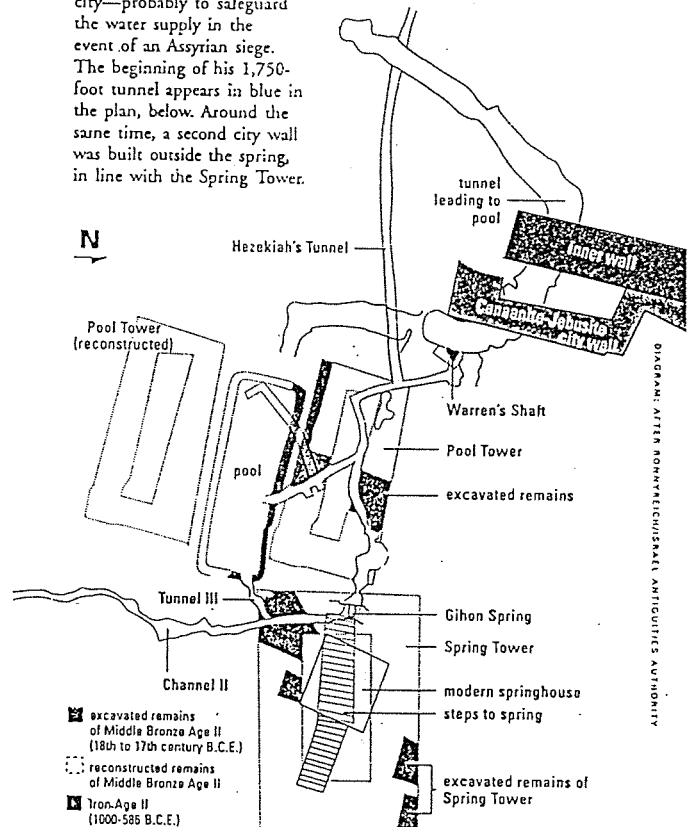 city—probably to safeguard
the water supply in the
event of an Assyrian siege.
The beginning of his 1,750-
foot tunnel appears in blue in
the plan, below. Around the
same time, a second city wall
was built outside the spring,
in line with the Spring Tower.
N
tunnel
leading to
pool
Hezekiah's Tunnel
Inner wall
Canaanite-Jebusite
city wall
Pool Tower
(reconstructed)
Warren's Shaft
Pool Tower
pool
excavated remains
Tunnel III
Gihon Spring
Spring Tower
Channel II
modern springhouse
steps to spring
excavated remains
of Middle Bronze Age II
(18th to 17th century B.C.E.)
reconstructed remains
of Middle Bronze Age II
Iron Age II
(1000-586 B.C.E.)
excavated remains of
Spring Tower
DIAGRAM: AFTER RONNY REICH/ISRAEL ANTIQUITIES AUTHORITY